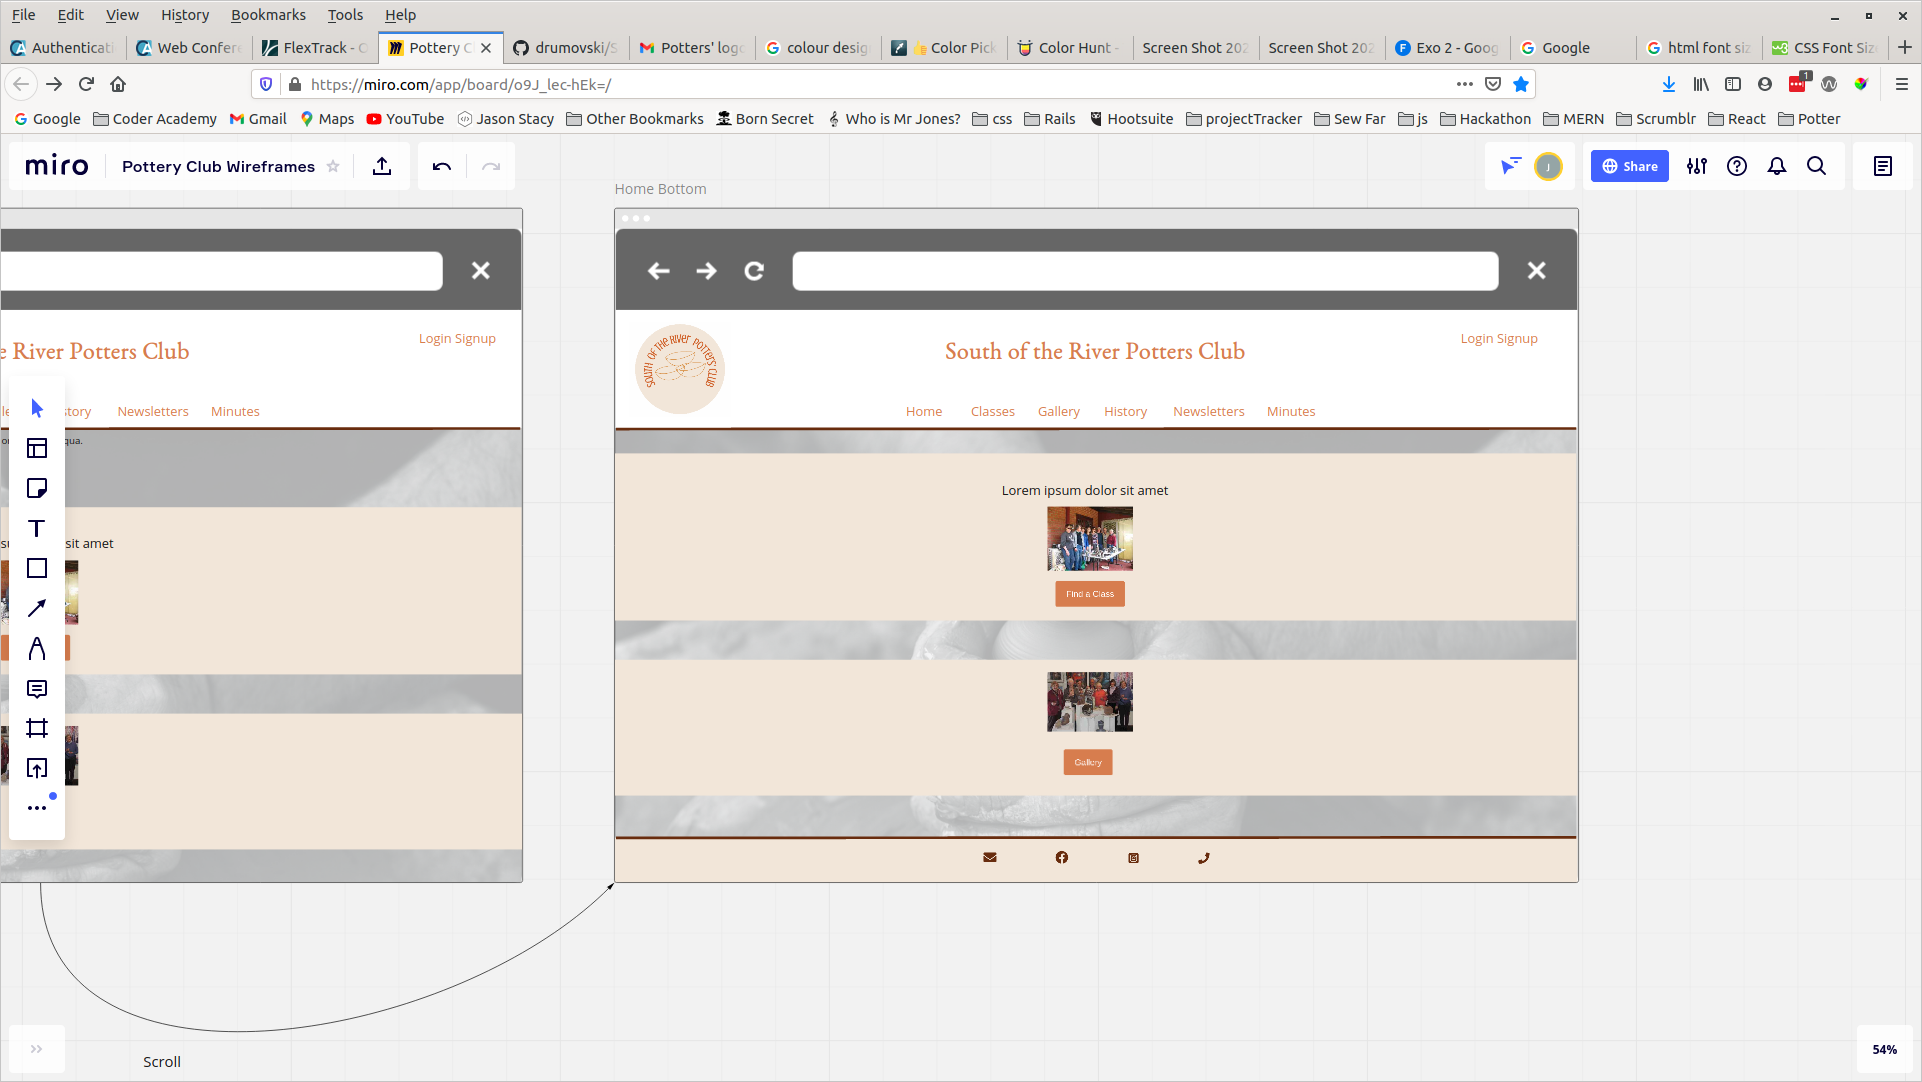 File Edit View History Bookmarks Tools Help
Authenticati Web Confere FlexTrack - O Pottery C drumovski/S Potters' logo colour desig 👍 Color Pick Color Hunt - Screen Shot 202 Screen Shot 202 Exo 2 - Goog Google html font siz CSS Font Size
https://miro.com/app/board/o9J_lec-hEk=/
1
Google Coder Academy Gmail Maps YouTube Jason Stacy Other Bookmarks Born Secret Who is Mr Jones? css Rails Hootsuite projectTracker Sew Far js Hackathon MERN Scrumblr React Potter
miro Pottery Club Wireframes
J Share
Home Bottom
e River Potters Club
Login Signup
le story Newsletters Minutes
qua.
sit amet
SOUTH OF THE RIVER POTTERS' CLUB
South of the River Potters Club
Login Signup
Home Classes Gallery History Newsletters Minutes
Lorem ipsum dolor sit amet
Find a Class
Gallery
Scroll
54%